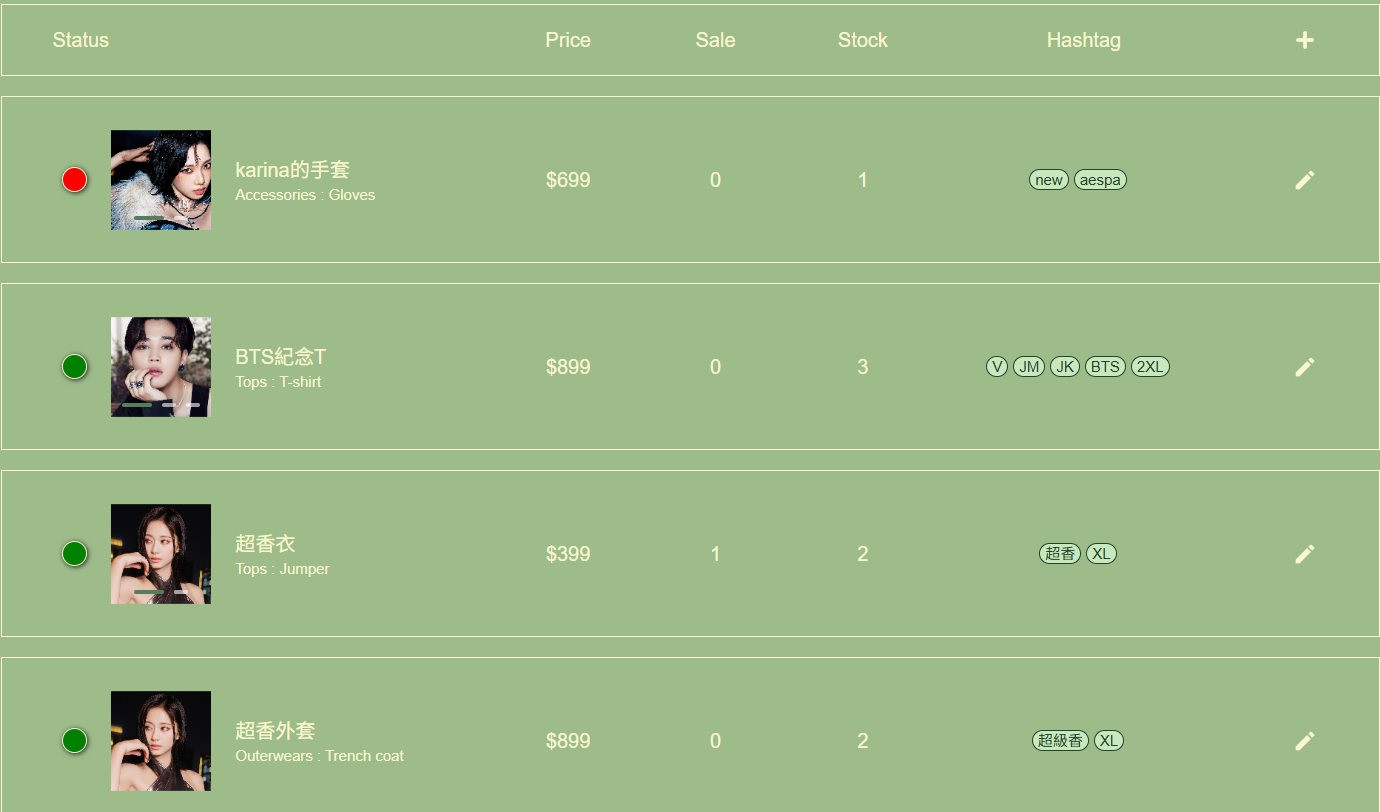 Status Price Sale Stock Hashtag
karina的手套
Accessories : Gloves
$699 0 1 new aespa
BTS紀念T
Tops : T-shirt
$899 0 3 V JM JK BTS 2XL
超香衣
Tops : Jumper
$399 1 2 超香 XL
超香外套
Outerwears : Trench coat
$899 0 2 超級香 XL